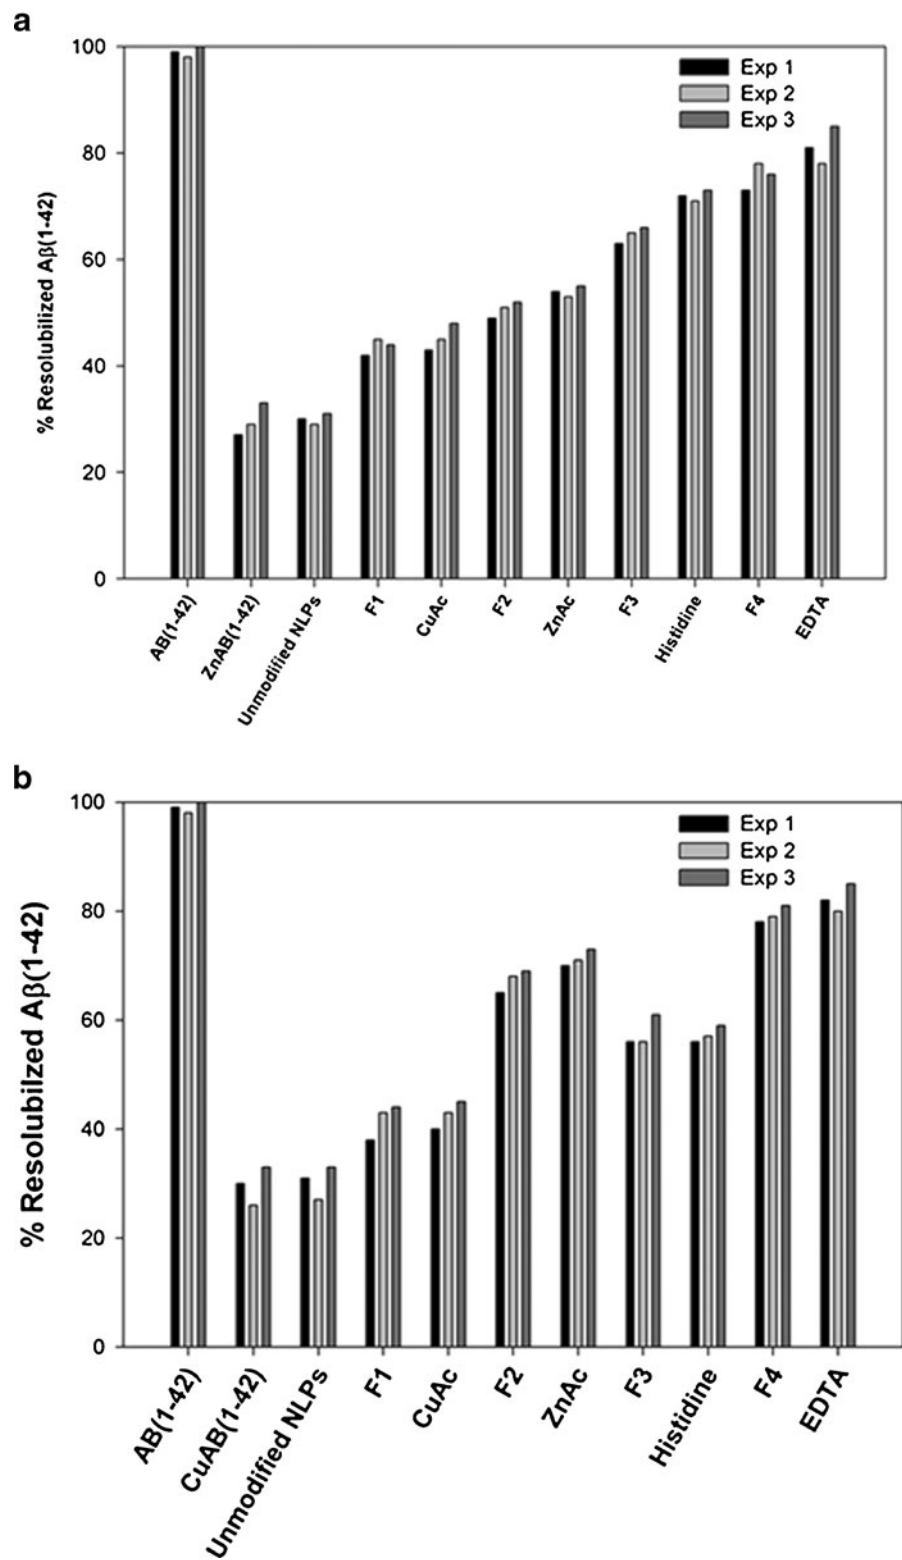 a
% Resolubilized Aβ(1-42)
100
80
60
40
20
0
Exp 1
Exp 2
Exp 3
AB(1-42)
ZnAB(1-42)
Unmodified NLPs
F1
CuAc
F2
ZnAc
F3
Histidine
F4
EDTA
b
% Resolubilzed Aβ(1-42)
100
80
60
40
20
0
Exp 1
Exp 2
Exp 3
AB(1-42)
CuAB(1-42)
Unmodified NLPs
F1
CuAc
F2
ZnAc
F3
Histidine
F4
EDTA